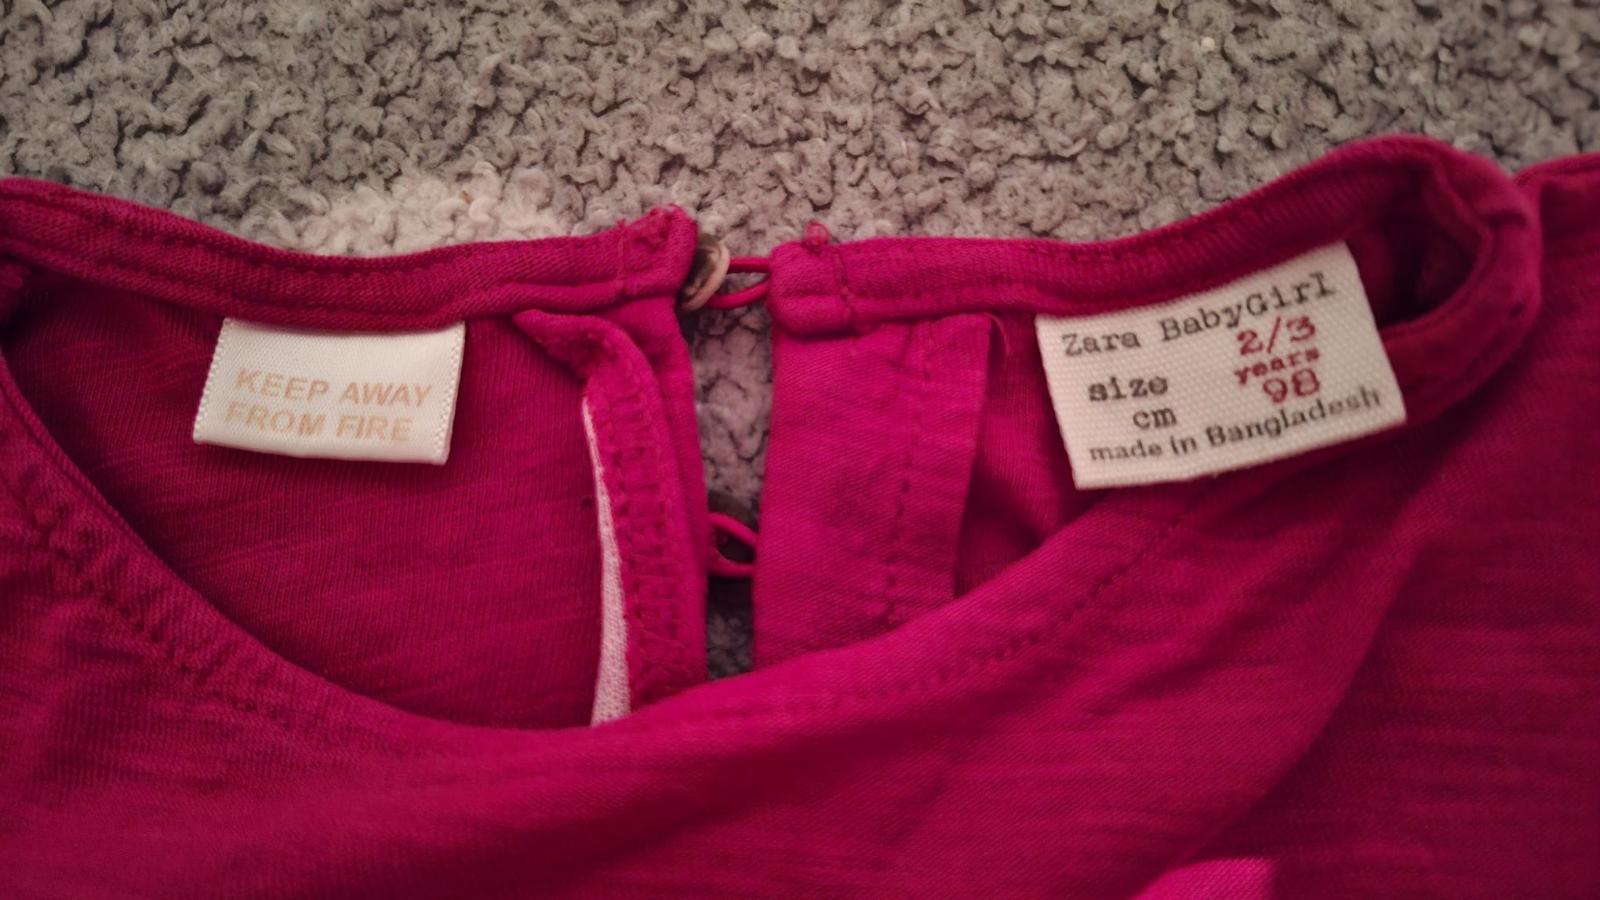 KEEP AWAY
FROM FIRE
Zara BabyGirl
size 2/3
years
cm 98
made in Bangladesh